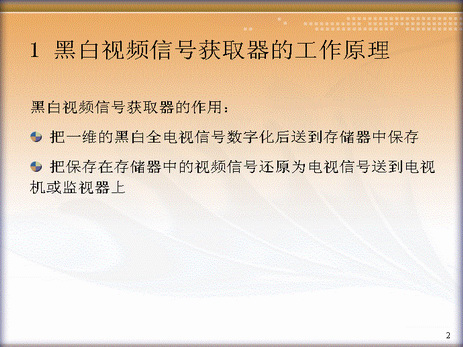 1 黑白视频信号获取器的工作原理
黑白视频信号获取器的作用：
把一维的黑白全电视信号数字化后送到存储器中保存
把保存在存储器中的视频信号还原为电视信号送到电视
机或监视器上
2